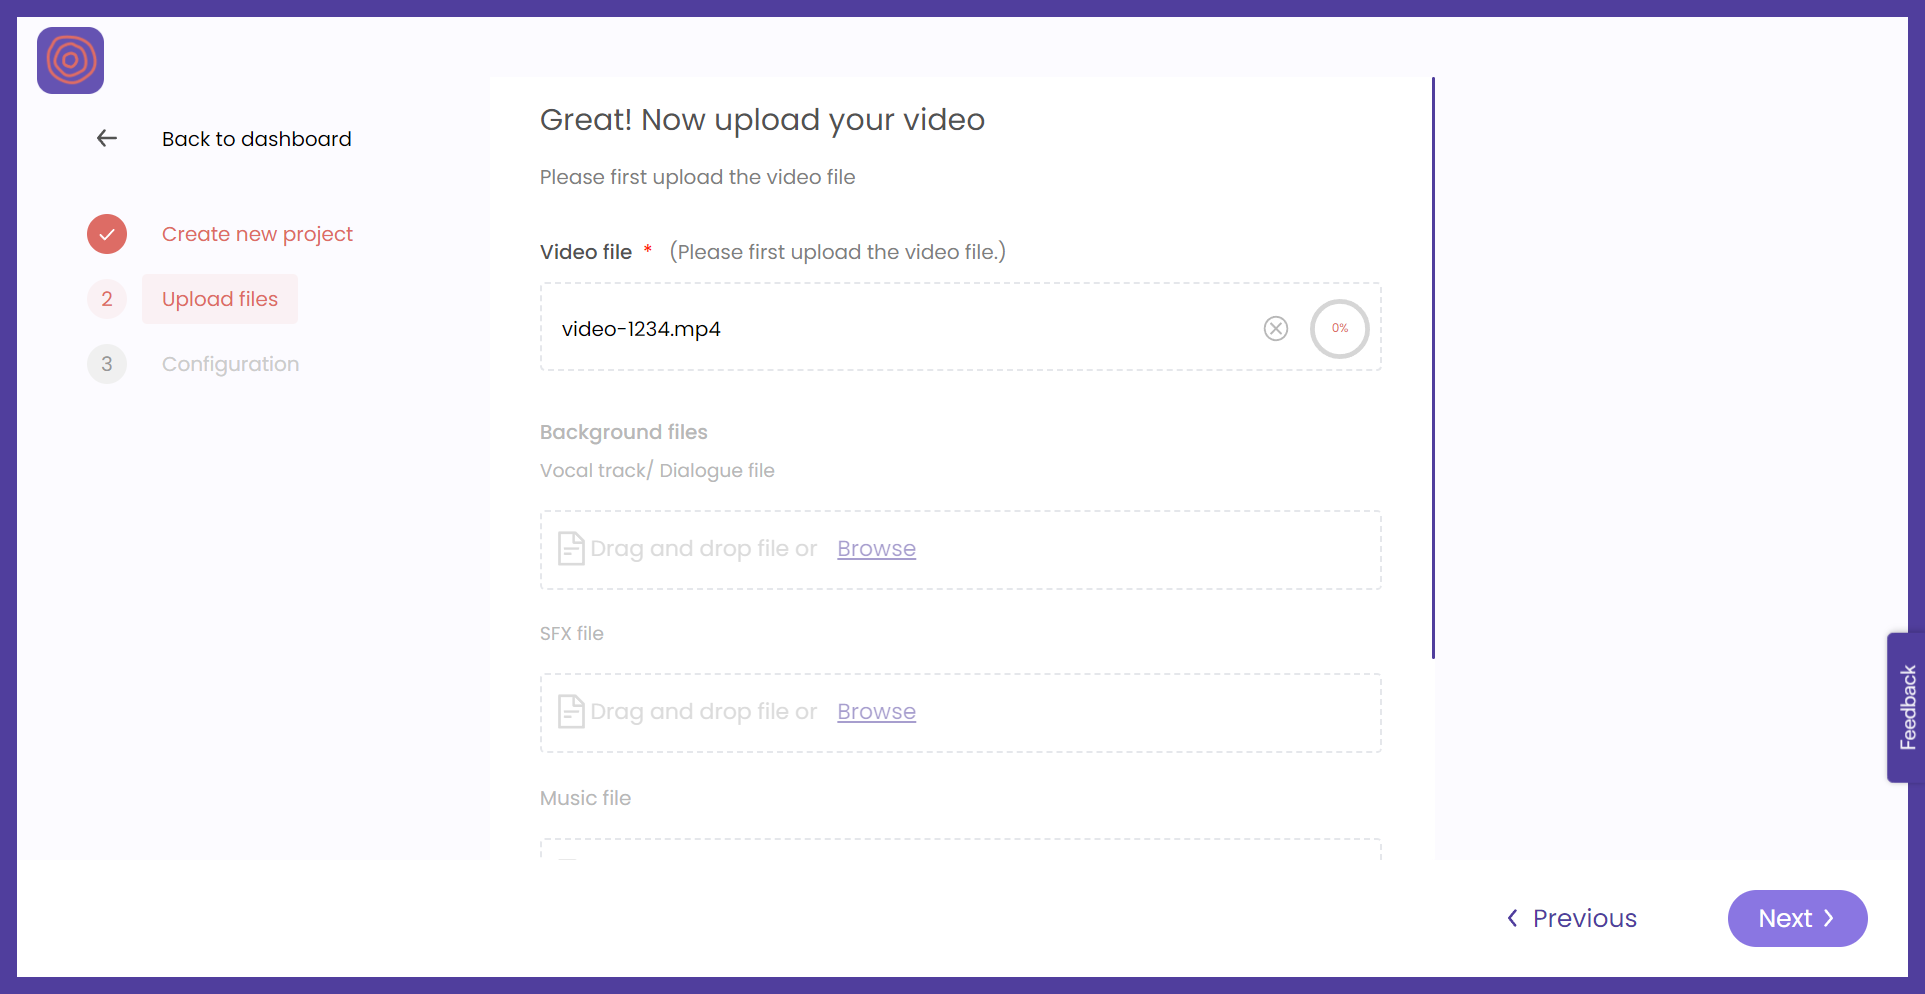 Back to dashboard
Create new project
2 Upload files
3 Configuration
Great! Now upload your video
Please first upload the video file
Video file * (Please first upload the video file.)
video-1234.mp4 0%
Background files
Vocal track/ Dialogue file
Drag and drop file or Browse
SFX file
Drag and drop file or Browse
Music file
Feedback
Previous
Next